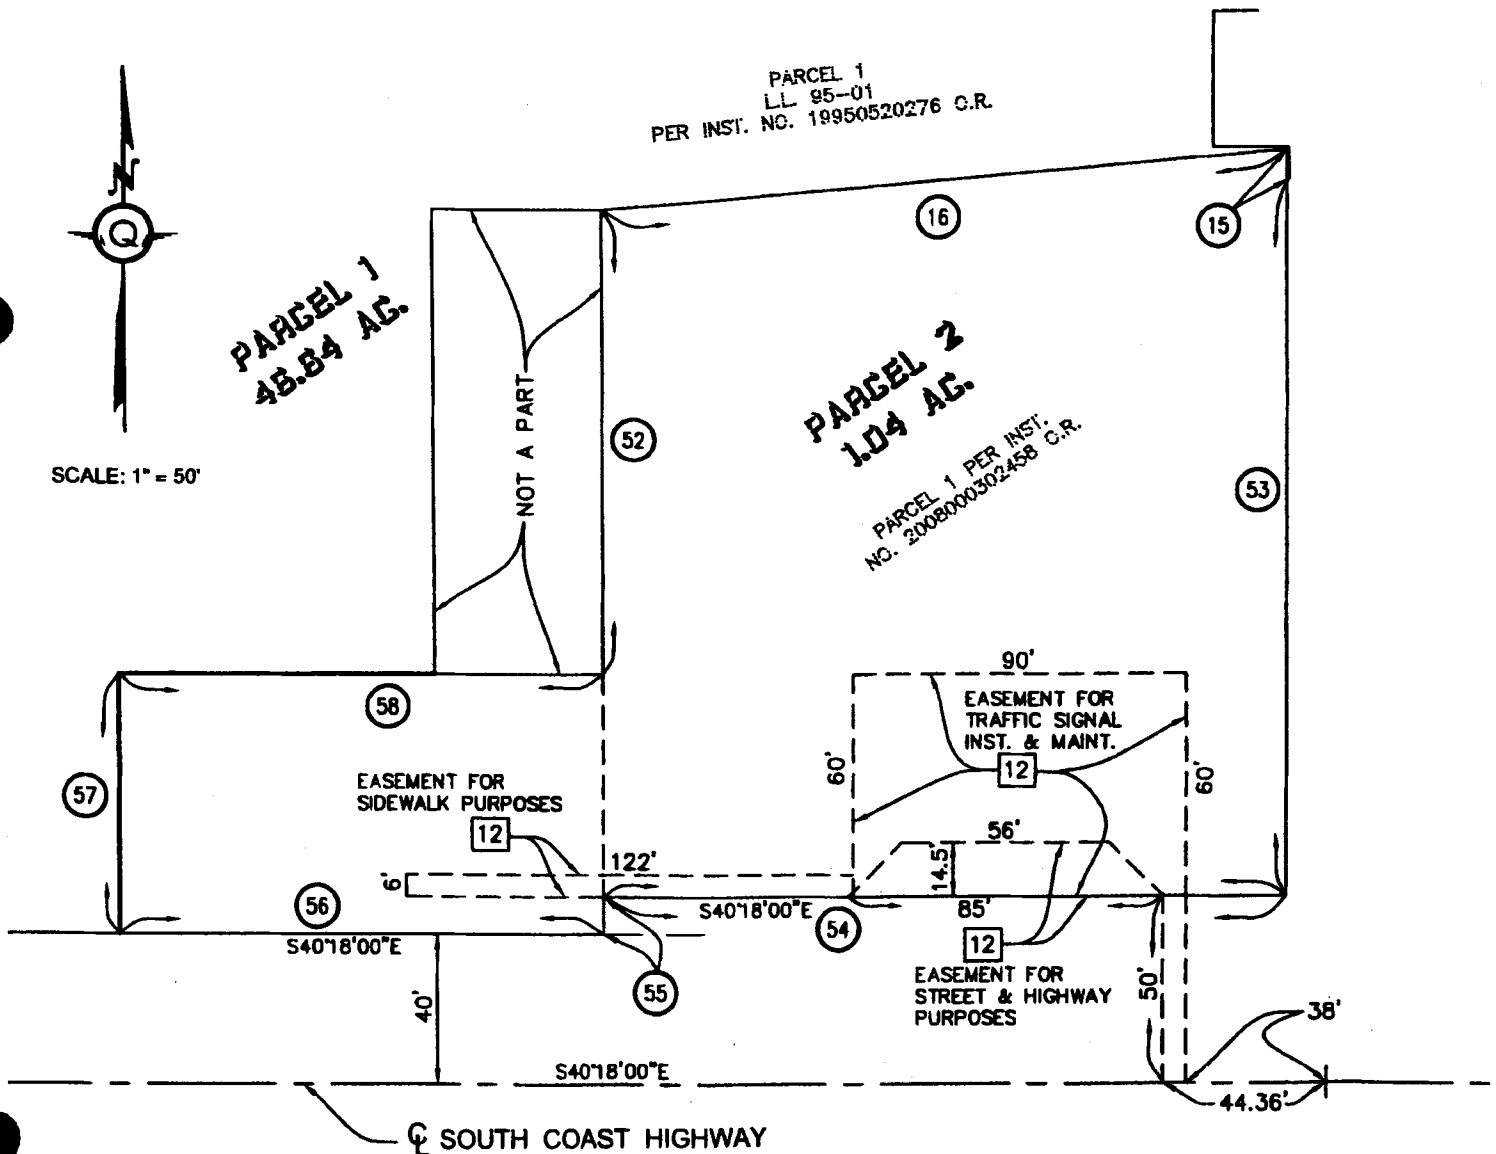 PARCEL 1
L.L. 95-01
PER INST. NO. 19950520276 O.R.
N
Q
16
15
PARCEL 1
46.64 AC.
PARCEL 2
1.04 AC.
NOT A PART
52
SCALE: 1" = 50'
PARCEL 1 PER INST.
NO. 2008000302458 O.R.
53
90'
58
EASEMENT FOR
TRAFFIC SIGNAL
INST. & MAINT.
12
60'
60'
57
EASEMENT FOR
SIDEWALK PURPOSES
12
56'
122'
14.5'
6'
56
S40°18'00"E
85'
S40°18'00"E
54
12
55
EASEMENT FOR
STREET & HIGHWAY
PURPOSES
40'
50'
38'
S40°18'00"E
44.36'
℄ SOUTH COAST HIGHWAY